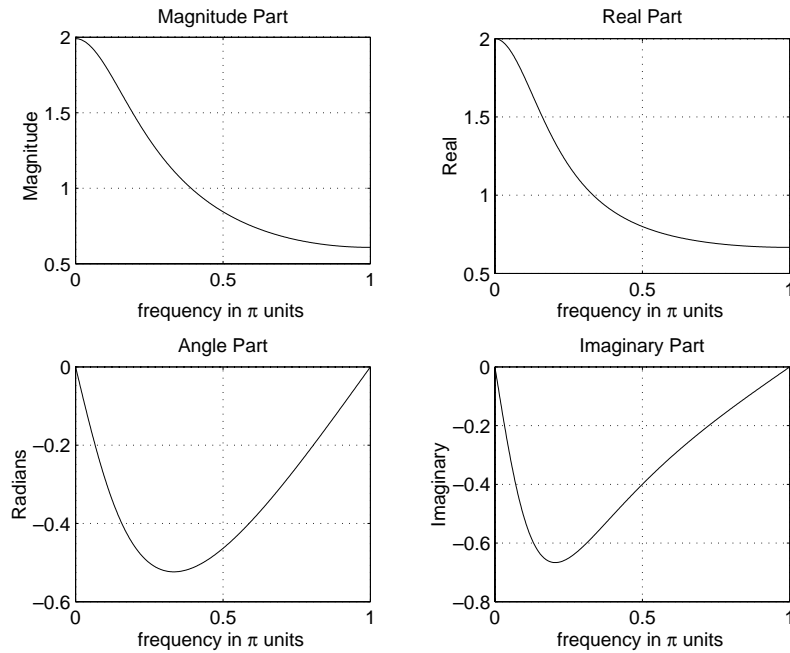 Magnitude Part
2
1.5
1
0.5
Magnitude
0
0.5
1
frequency in π units
Real Part
2
1.5
1
0.5
Real
0
0.5
1
frequency in π units
Angle Part
0
−0.2
−0.4
−0.6
Radians
0
0.5
1
frequency in π units
Imaginary Part
0
−0.2
−0.4
−0.6
−0.8
Imaginary
0
0.5
1
frequency in π units